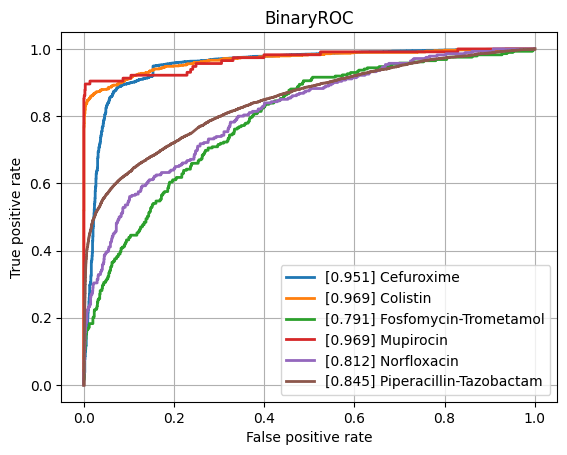 BinaryROC
True positive rate
1.0
0.8
0.6
0.4
0.2
0.0
[0.951] Cefuroxime
[0.969] Colistin
[0.791] Fosfomycin-Trometamol
[0.969] Mupirocin
[0.812] Norfloxacin
[0.845] Piperacillin-Tazobactam
0.0 0.2 0.4 0.6 0.8 1.0
False positive rate